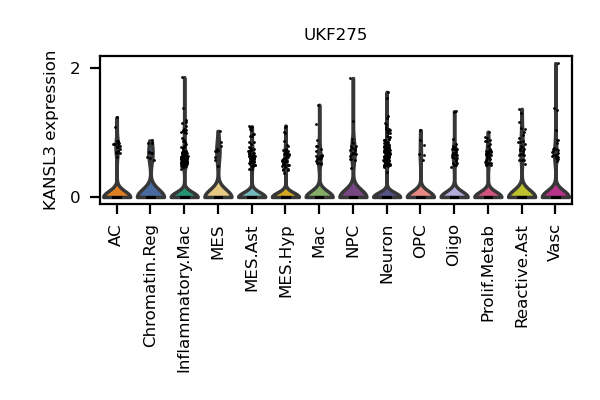 UKF275
KANSL3 expression
2
0
AC
Chromatin.Reg
Inflammatory.Mac
MES
MES.Ast
MES.Hyp
Mac
NPC
Neuron
OPC
Oligo
Prolif.Metab
Reactive.Ast
Vasc